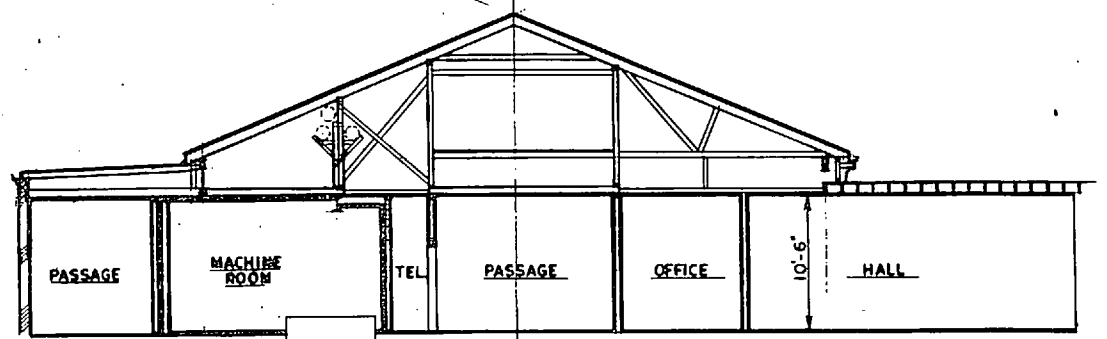 PASSAGE
MACHINE
ROOM
TEL
PASSAGE
OFFICE
10'-6"
HALL